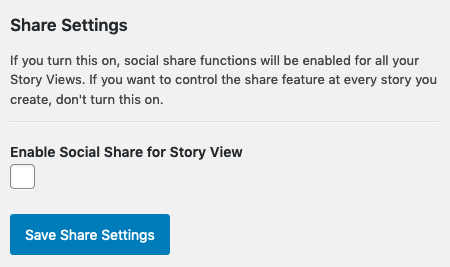 Share Settings
If you turn this on, social share functions will be enabled for all your
Story Views. If you want to control the share feature at every story you
create, don't turn this on.
Enable Social Share for Story View
Save Share Settings